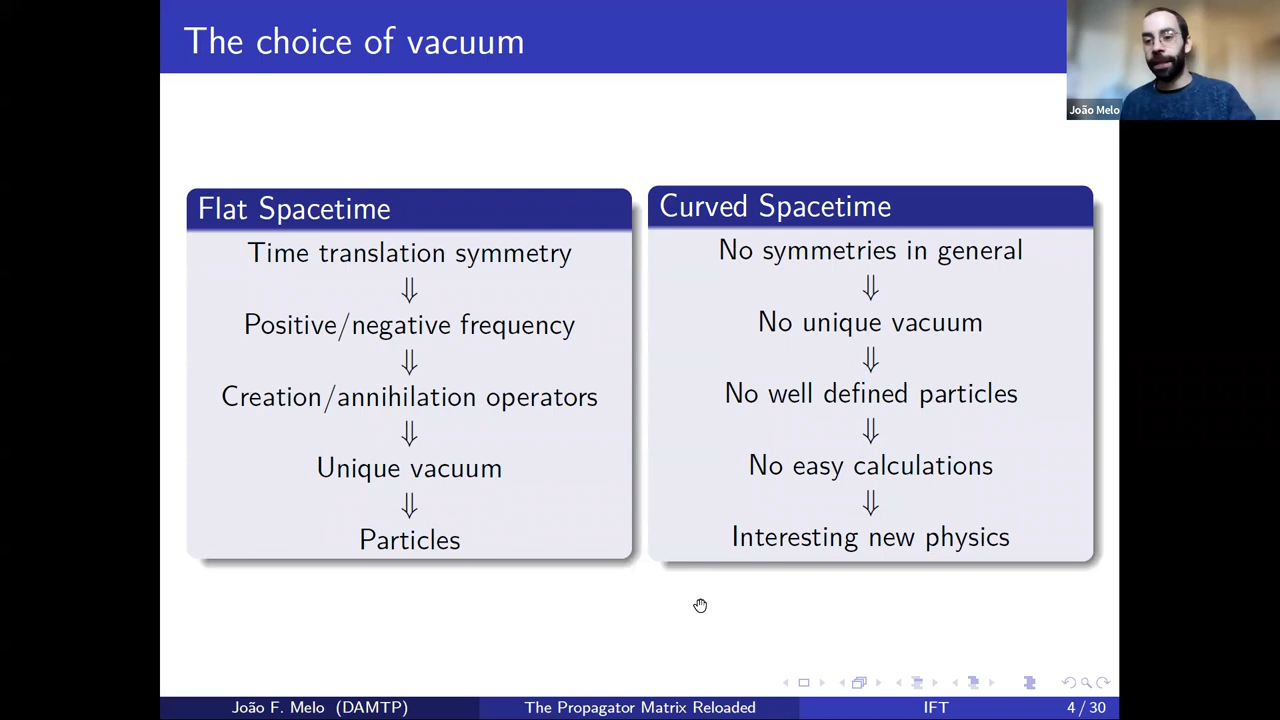 The choice of vacuum
João Melo
Flat Spacetime
Time translation symmetry
⇓
Positive/negative frequency
⇓
Creation/annihilation operators
⇓
Unique vacuum
⇓
Particles
Curved Spacetime
No symmetries in general
⇓
No unique vacuum
⇓
No well defined particles
⇓
No easy calculations
⇓
Interesting new physics
João F. Melo (DAMTP)
The Propagator Matrix Reloaded
IFT
4 / 30